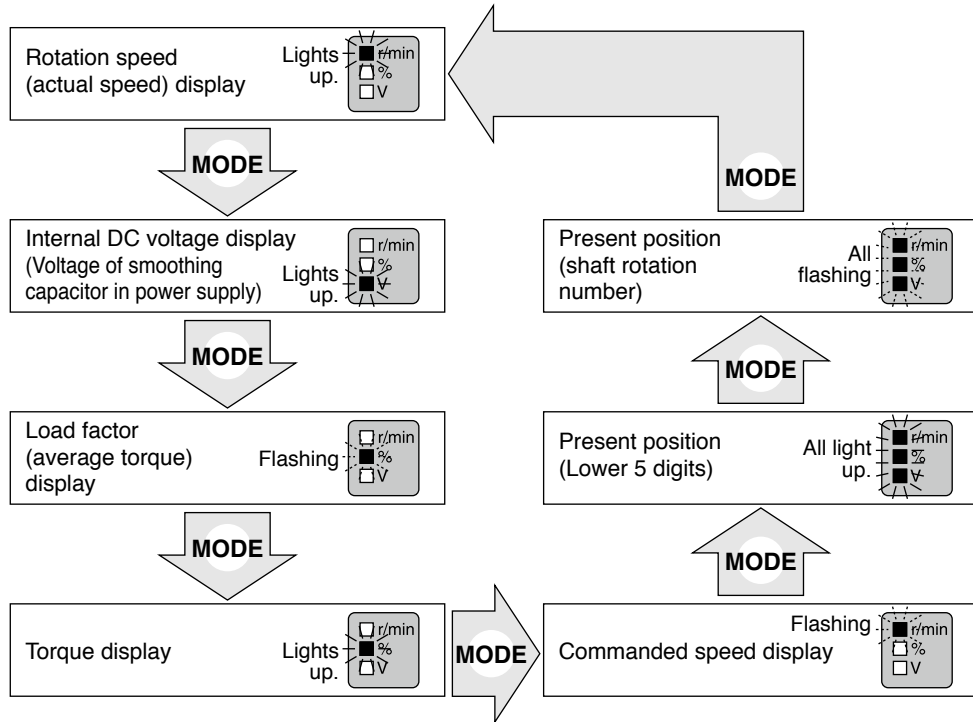 Rotation speed
(actual speed) display
Lights
up.
r/min
%
V
MODE
Internal DC voltage display
(Voltage of smoothing
capacitor in power supply)
Lights
up.
r/min
%
V
MODE
Load factor
(average torque)
display
Flashing
r/min
%
V
MODE
Torque display
Lights
up.
r/min
%
V
MODE
Commanded speed display
Flashing
r/min
%
V
MODE
Present position
(Lower 5 digits)
All light
up.
r/min
%
V
MODE
Present position
(shaft rotation
number)
All
flashing
r/min
%
V
MODE